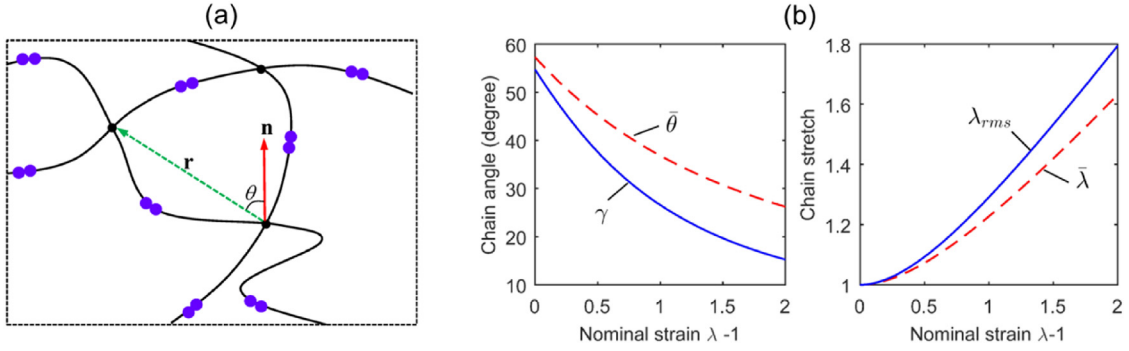 (a)
(b)
r
n
θ
60
50
40
30
20
10
0
0.5
1
1.5
2
Chain angle (degree)
Nominal strain λ -1
θ̄
γ
1.8
1.6
1.4
1.2
1
0
0.5
1
1.5
2
Chain stretch
Nominal strain λ-1
λrms
λ̄